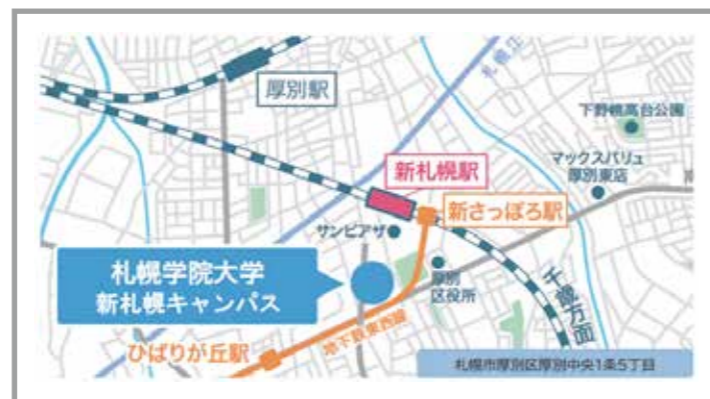 厚別駅
札幌江
下野幌高台公園
マックスバリュ
厚別東店
新札幌駅
新さっぽろ駅
サンピアザ
厚別
区役所
札幌学院大学
新札幌キャンパス
千歳方面
地下鉄東西線
ひばりが丘駅
札幌市厚別区厚別中央1条5丁目